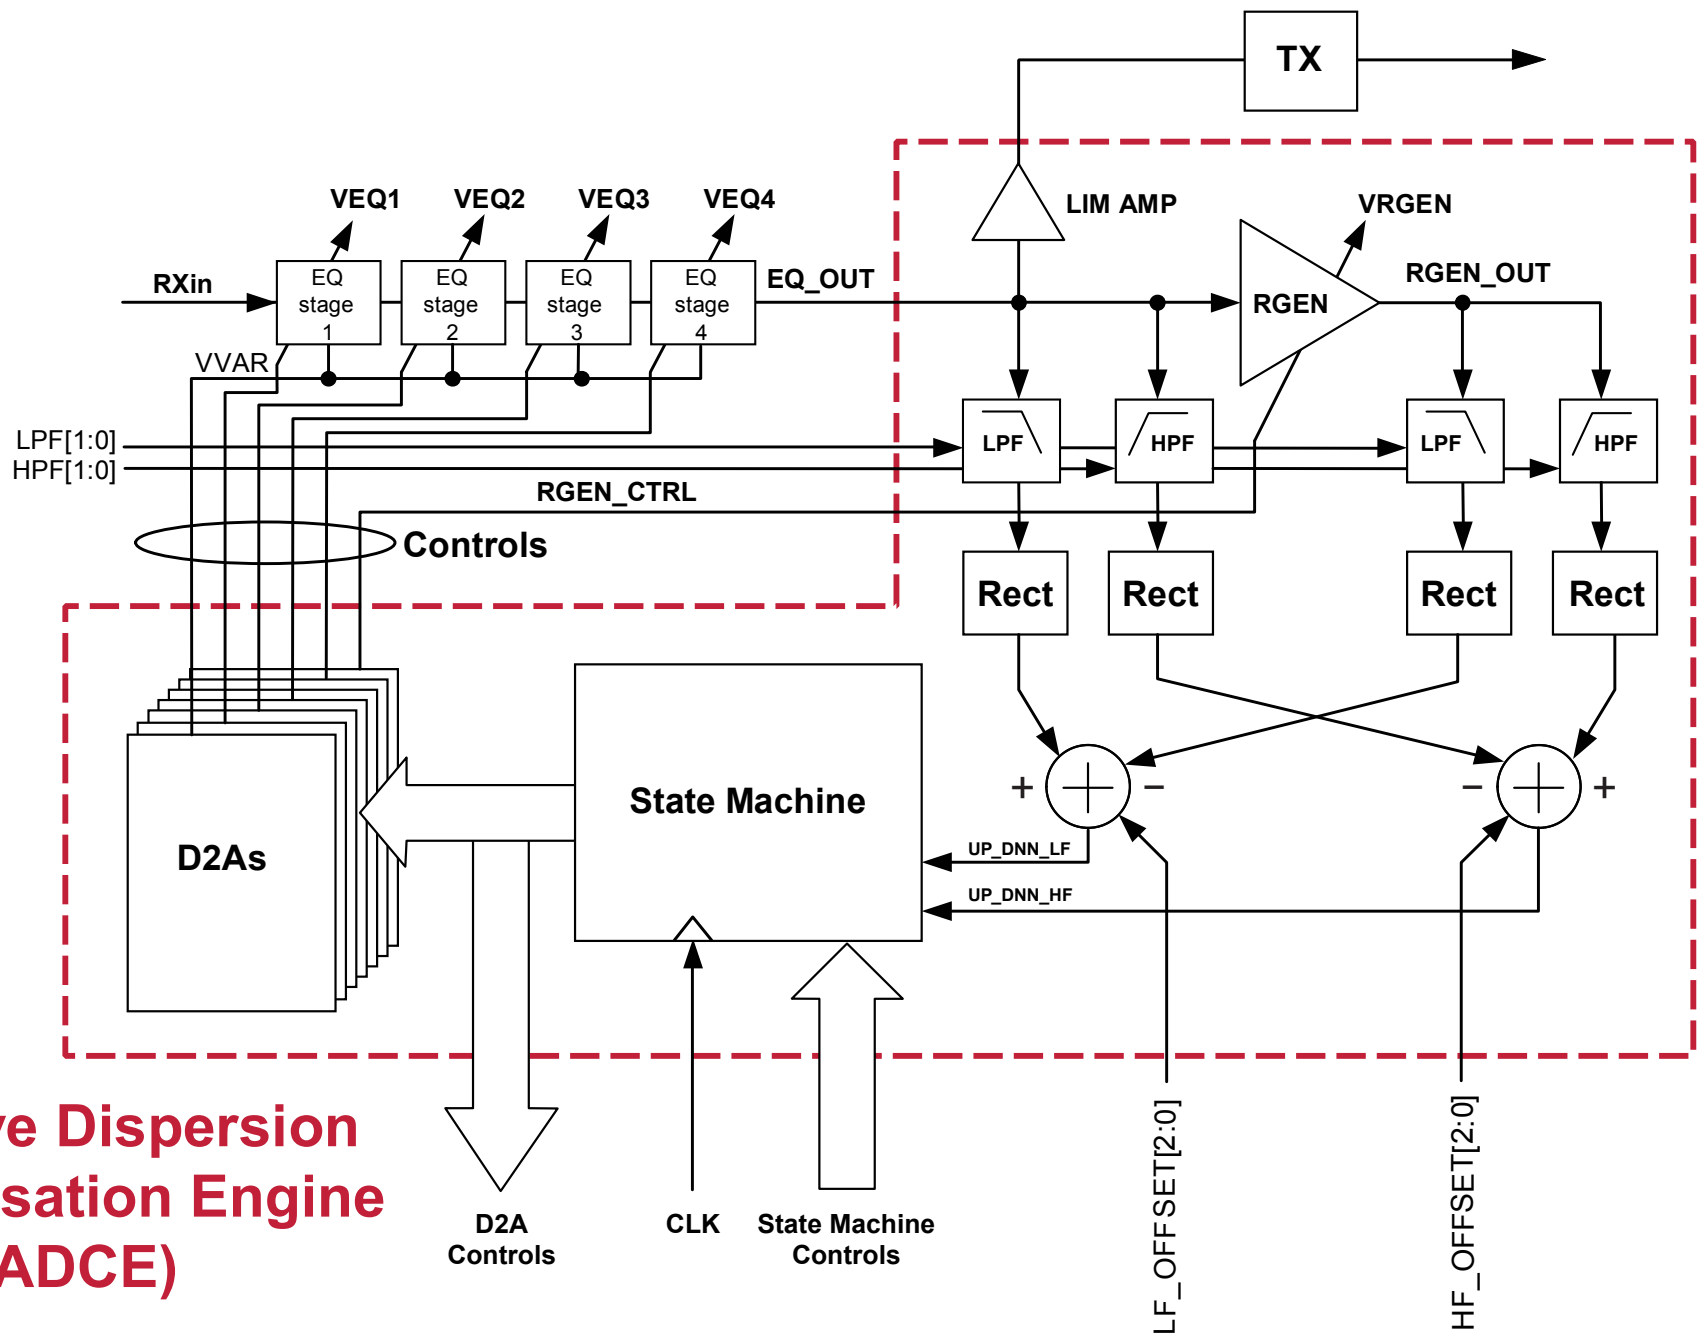 TX
LIM AMP
VRGEN
VEQ1
VEQ2
VEQ3
VEQ4
RXin
EQ
stage
1
EQ
stage
2
EQ
stage
3
EQ
stage
4
EQ_OUT
RGEN
RGEN_OUT
VVAR
LPF[1:0]
HPF[1:0]
LPF
HPF
LPF
HPF
RGEN_CTRL
Controls
Rect
Rect
Rect
Rect
State Machine
D2As
+
−
−
+
UP_DNN_LF
UP_DNN_HF
ve Dispersion
sation Engine
ADCE)
D2A
Controls
CLK
State Machine
Controls
LF_OFFSET[2:0]
HF_OFFSET[2:0]